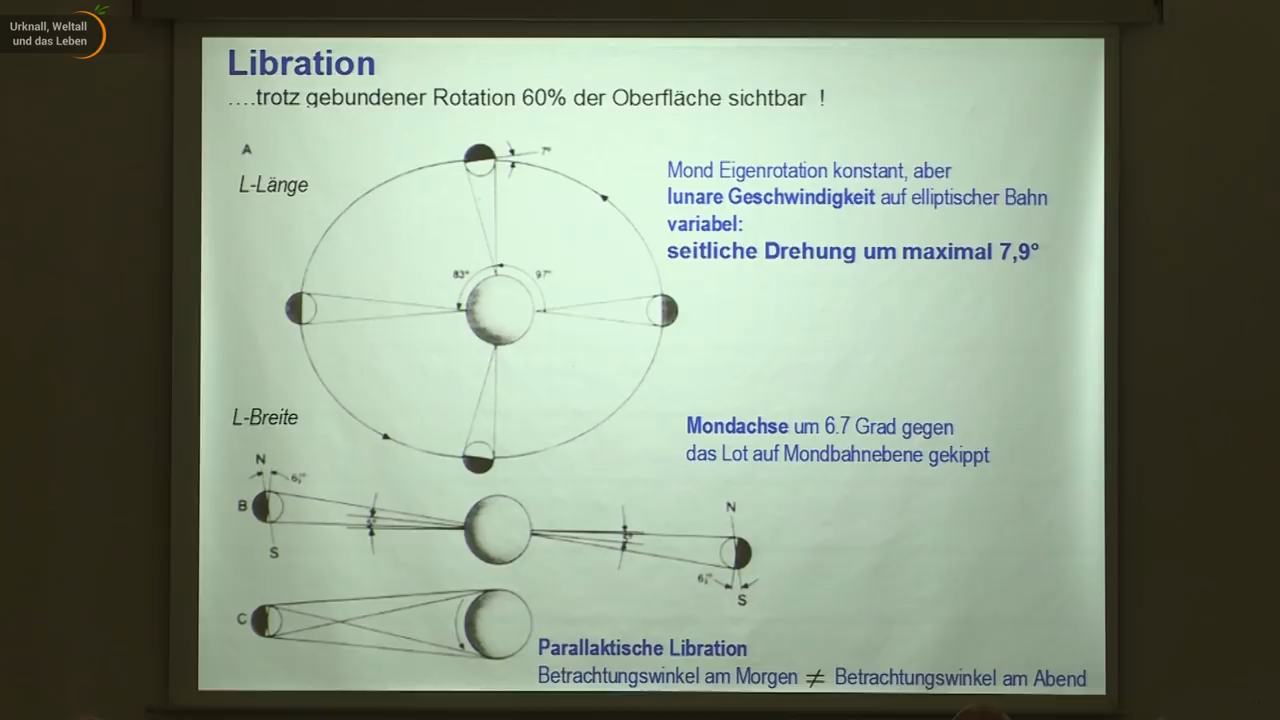 Urknall, Weltall
und das Leben
Libration
....trotz gebundener Rotation 60% der Oberfläche sichtbar !
A
7°
L-Länge
Mond Eigenrotation konstant, aber
lunare Geschwindigkeit auf elliptischer Bahn
variabel:
seitliche Drehung um maximal 7,9°
83°
97°
L-Breite
Mondachse um 6.7 Grad gegen
das Lot auf Mondbahnebene gekippt
N
B
S
N
S
C
Parallaktische Libration
Betrachtungswinkel am Morgen ≠ Betrachtungswinkel am Abend